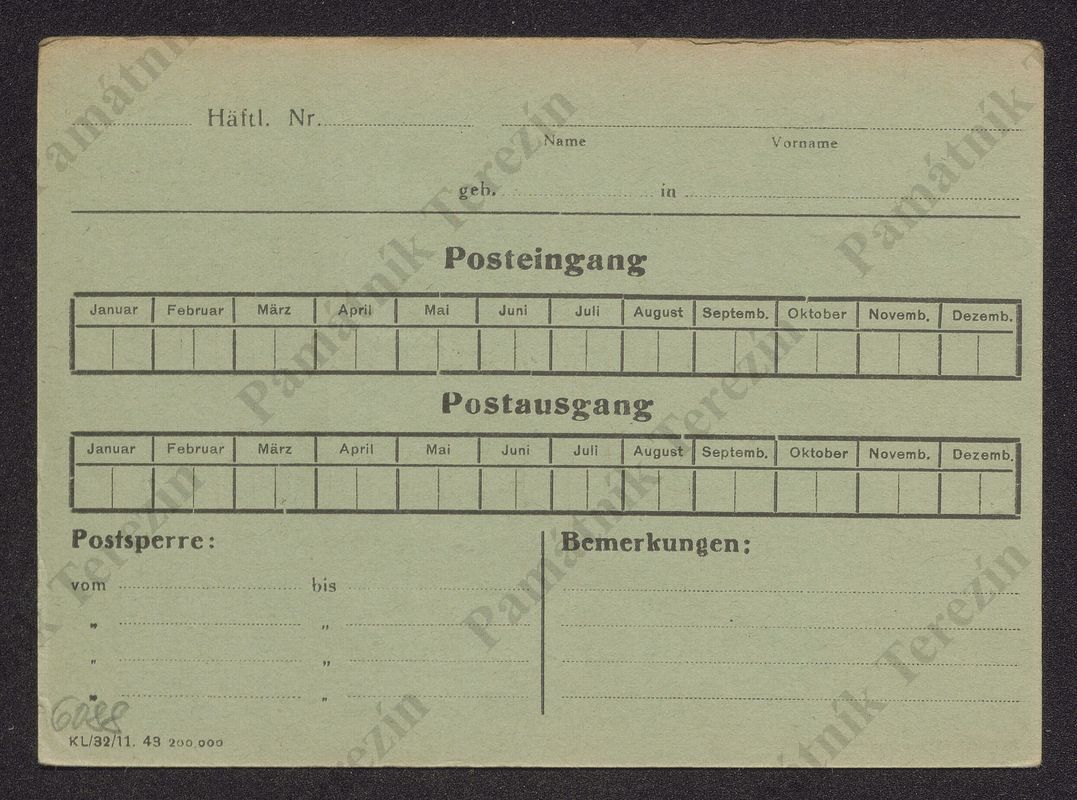 Häftl. Nr.
Name Vorname
geb. in
Posteingang
Januar Februar März April Mai Juni Juli August Septemb. Oktober Novemb. Dezemb.
Postausgang
Januar Februar März April Mai Juni Juli August Septemb. Oktober Novemb. Dezemb.
Postsperre: Bemerkungen:
vom bis
„ „
„ „
„ „
6088
KL/32/11. 43 200.000
Památník Terezín